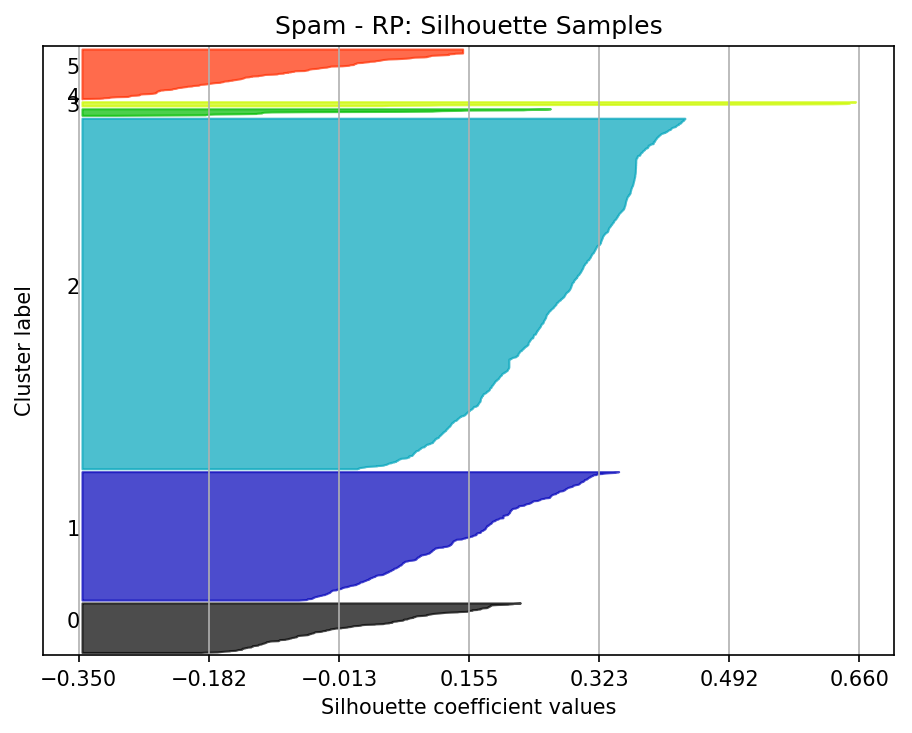 Spam - RP: Silhouette Samples
5
4
3
2
1
0
Cluster label
−0.350 −0.182 −0.013 0.155 0.323 0.492 0.660
Silhouette coefficient values